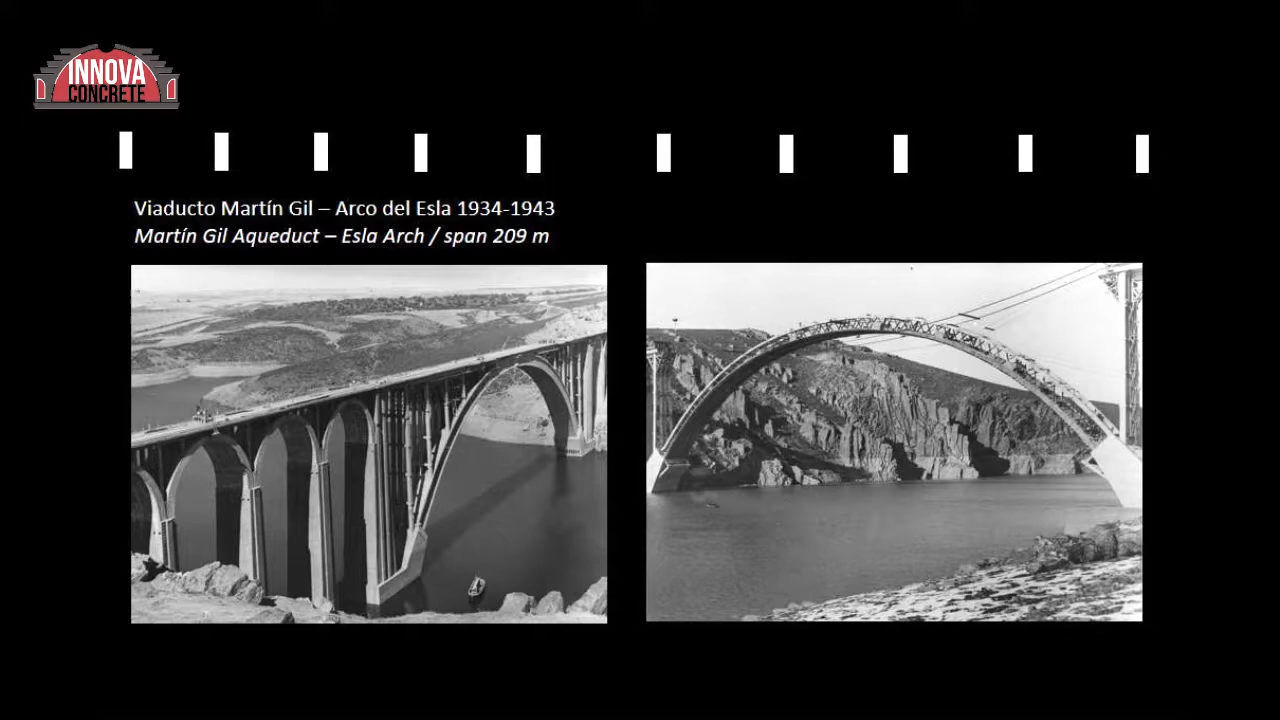 INNOVA
CONCRETE
Viaducto Martín Gil – Arco del Esla 1934-1943
Martín Gil Aqueduct – Esla Arch / span 209 m